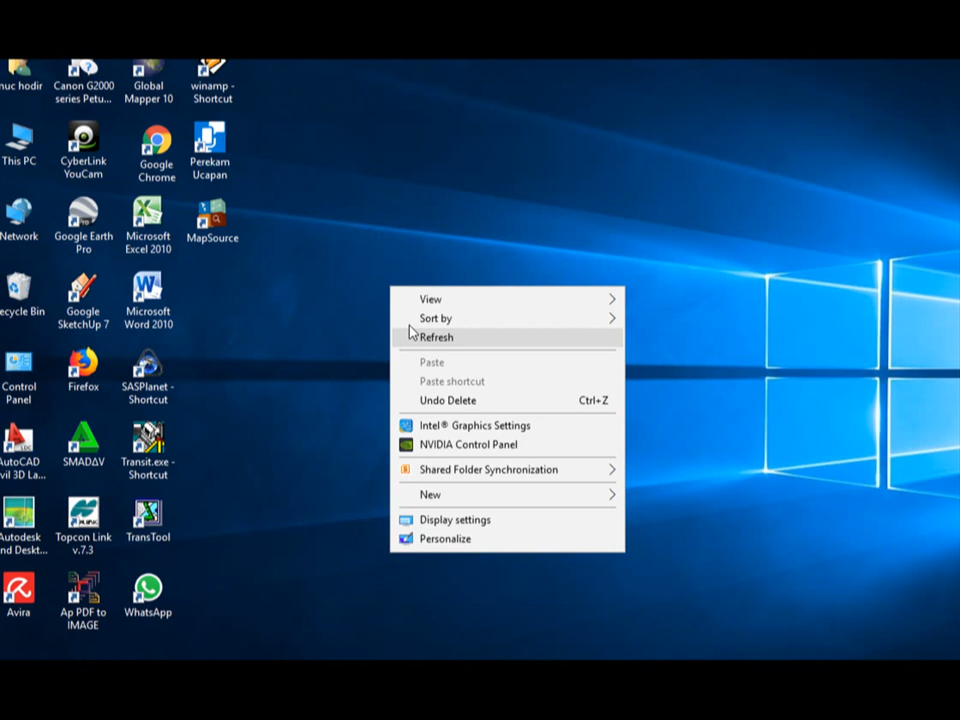 nuc hodir
Canon G2000
series Petu...
Global
Mapper 10
winamp -
Shortcut
This PC
CyberLink
YouCam
Google
Chrome
Perekam
Ucapan
Network
Google Earth
Pro
Microsoft
Excel 2010
MapSource
ecycle Bin
Google
SketchUp 7
Microsoft
Word 2010
Control
Panel
Firefox
SASPlanet -
Shortcut
AutoCAD
vil 3D La...
SMADΔV
Transit.exe -
Shortcut
Autodesk
nd Deskt...
Topcon Link
v.7.3
TransTool
Avira
Ap PDF to
IMAGE
WhatsApp
View
Sort by
Refresh
Paste
Paste shortcut
Undo Delete Ctrl+Z
Intel® Graphics Settings
NVIDIA Control Panel
Shared Folder Synchronization
New
Display settings
Personalize